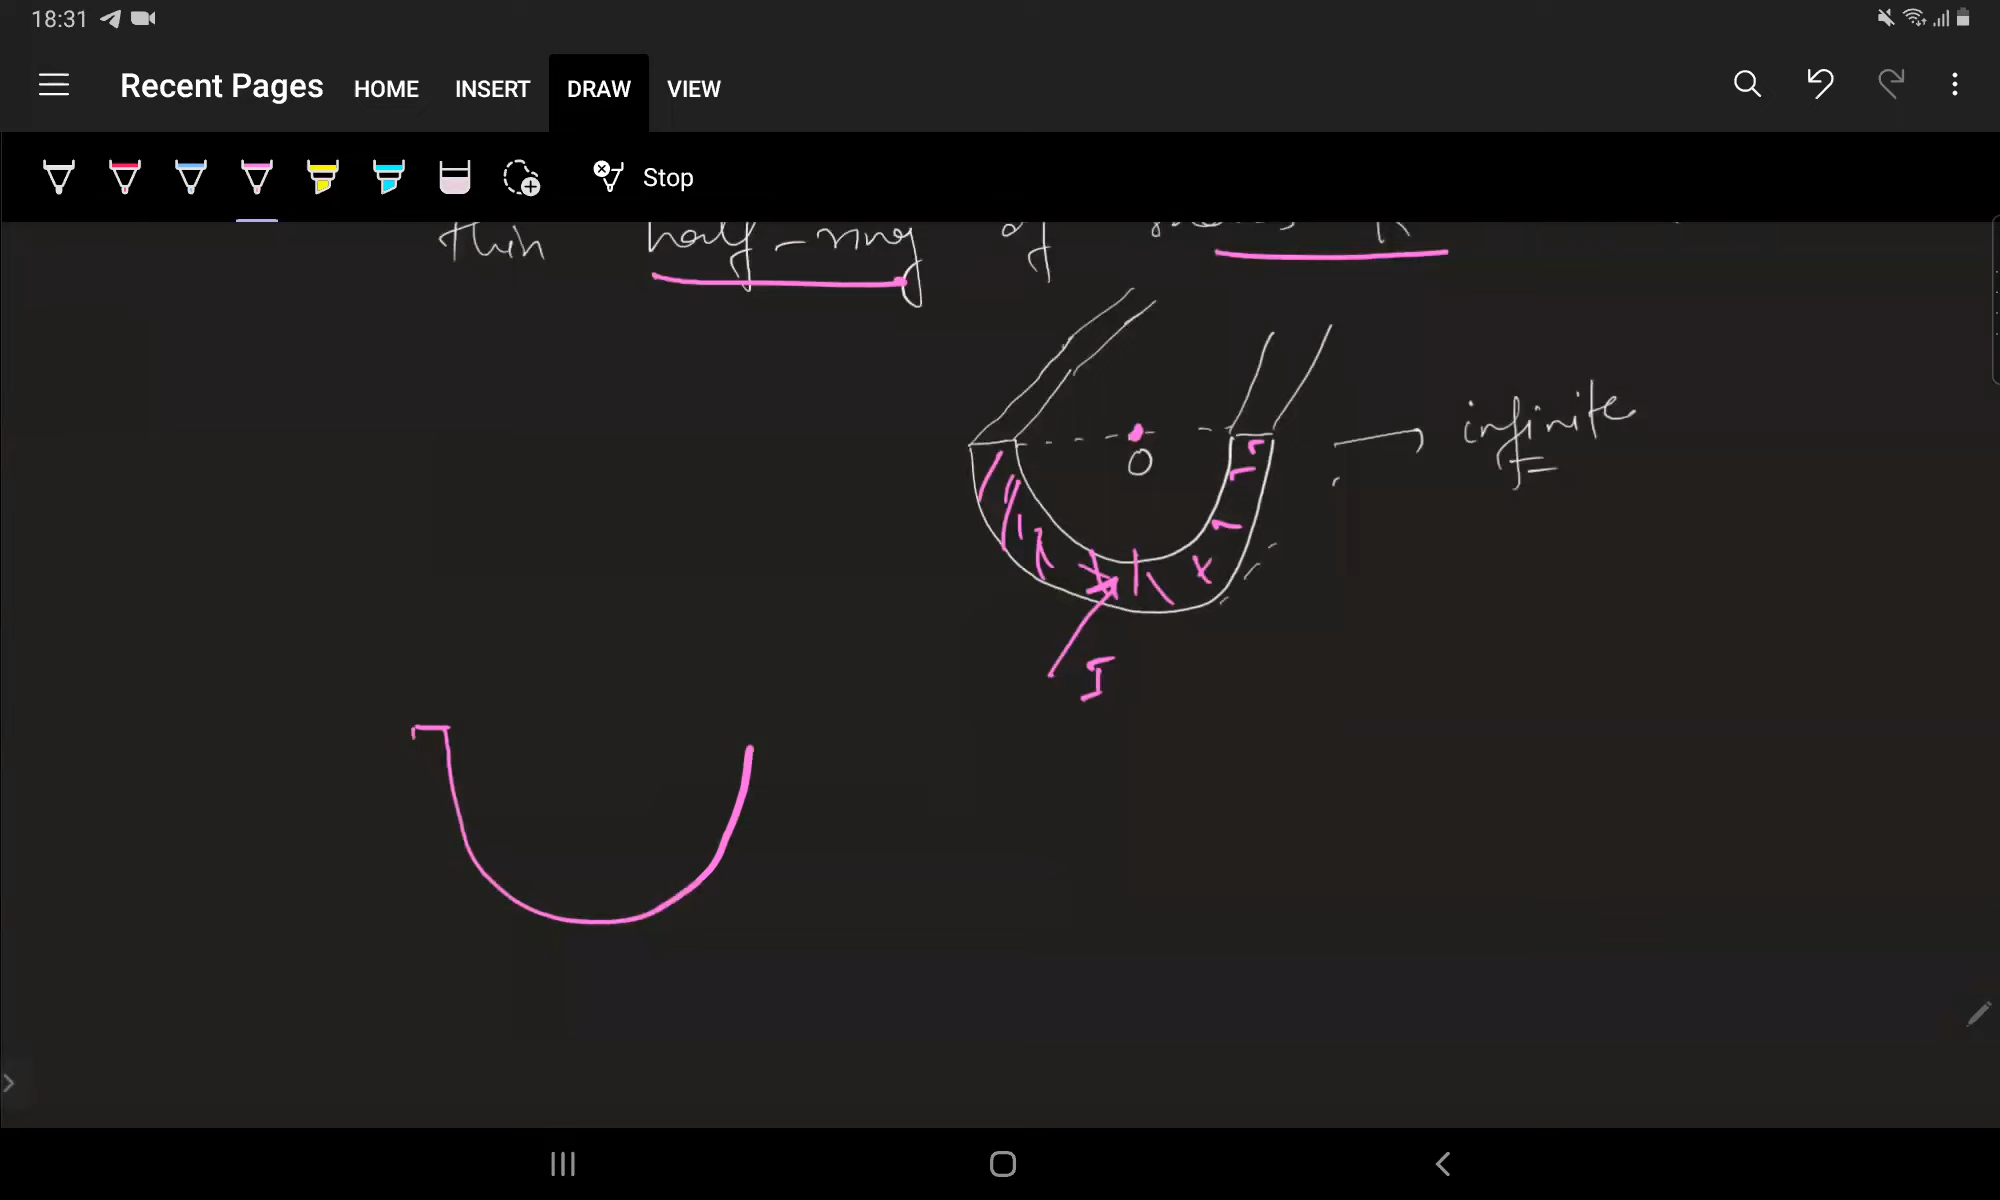 18:31
Recent Pages HOME INSERT DRAW VIEW
Stop
thin half-ring of R
infinite
O
I